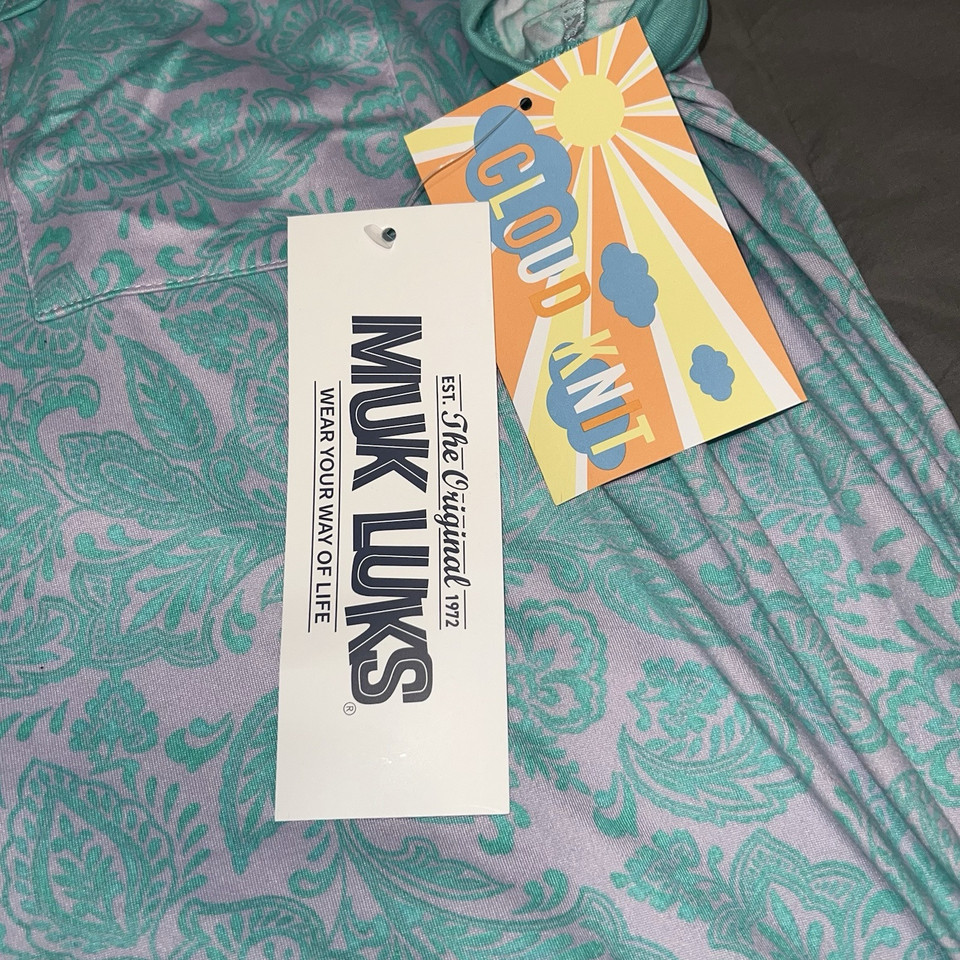 EST. The Original 1972
MUK LUKS®
WEAR YOUR WAY OF LIFE
CLOUD KNIT